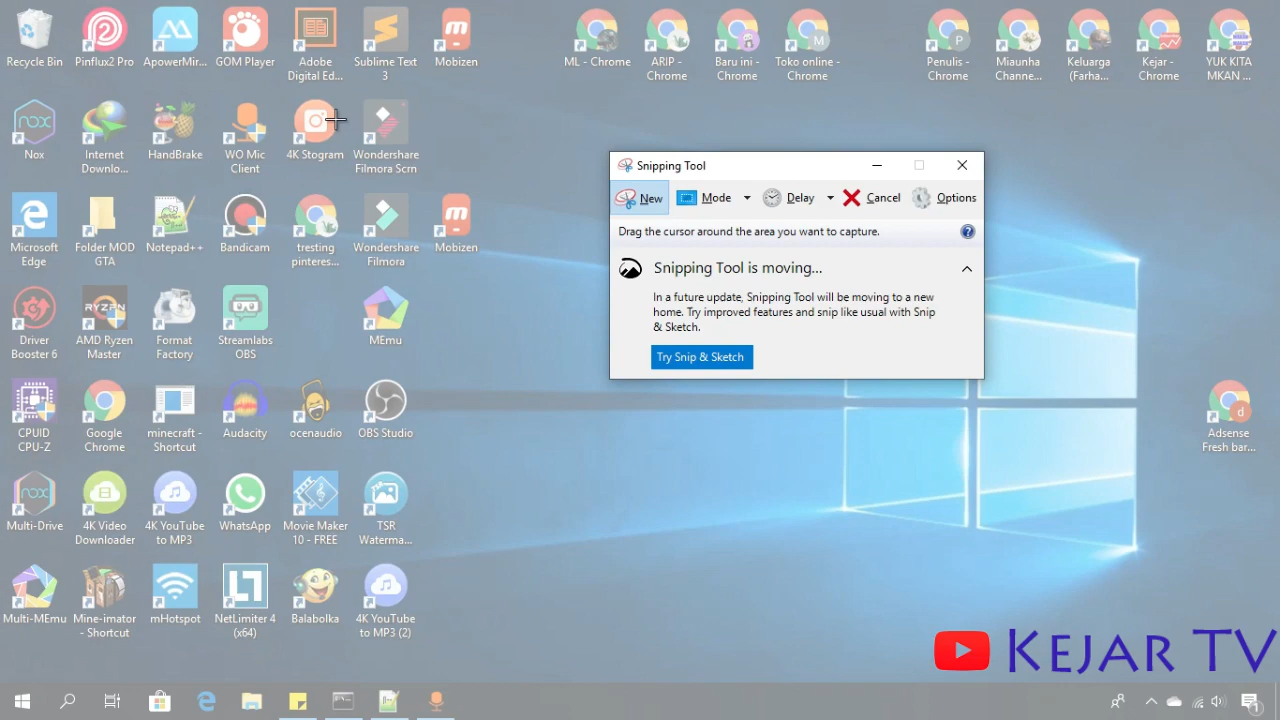 Recycle Bin
Pinflux2 Pro
ApowerMir...
GOM Player
Adobe
Digital Ed...
Sublime Text
3
Mobizen
ML - Chrome
ARIP -
Chrome
Baru ini -
Chrome
Toko online -
Chrome
Penulis -
Chrome
Miaunha
Channe...
Keluarga
(Farha...
Kejar -
Chrome
YUK KITA
MKAN ...
Nox
Internet
Downlo...
HandBrake
WO Mic
Client
4K Stogram
Wondershare
Filmora Scrn
Microsoft
Edge
Folder MOD
GTA
Notepad++
Bandicam
tresting
pinteres...
Wondershare
Filmora
Mobizen
Driver
Booster 6
AMD Ryzen
Master
Format
Factory
Streamlabs
OBS
MEmu
CPUID
CPU-Z
Google
Chrome
minecraft -
Shortcut
Audacity
ocenaudio
OBS Studio
Multi-Drive
4K Video
Downloader
4K YouTube
to MP3
WhatsApp
Movie Maker
10 - FREE
TSR
Waterma...
Multi-MEmu
Mine-imator
- Shortcut
mHotspot
NetLimiter 4
(x64)
Balabolka
4K YouTube
to MP3 (2)
Snipping Tool
New Mode Delay Cancel Options
Drag the cursor around the area you want to capture.
Snipping Tool is moving...
In a future update, Snipping Tool will be moving to a new
home. Try improved features and snip like usual with Snip
& Sketch.
Try Snip & Sketch
Adsense
Fresh bar...
KEJAR TV